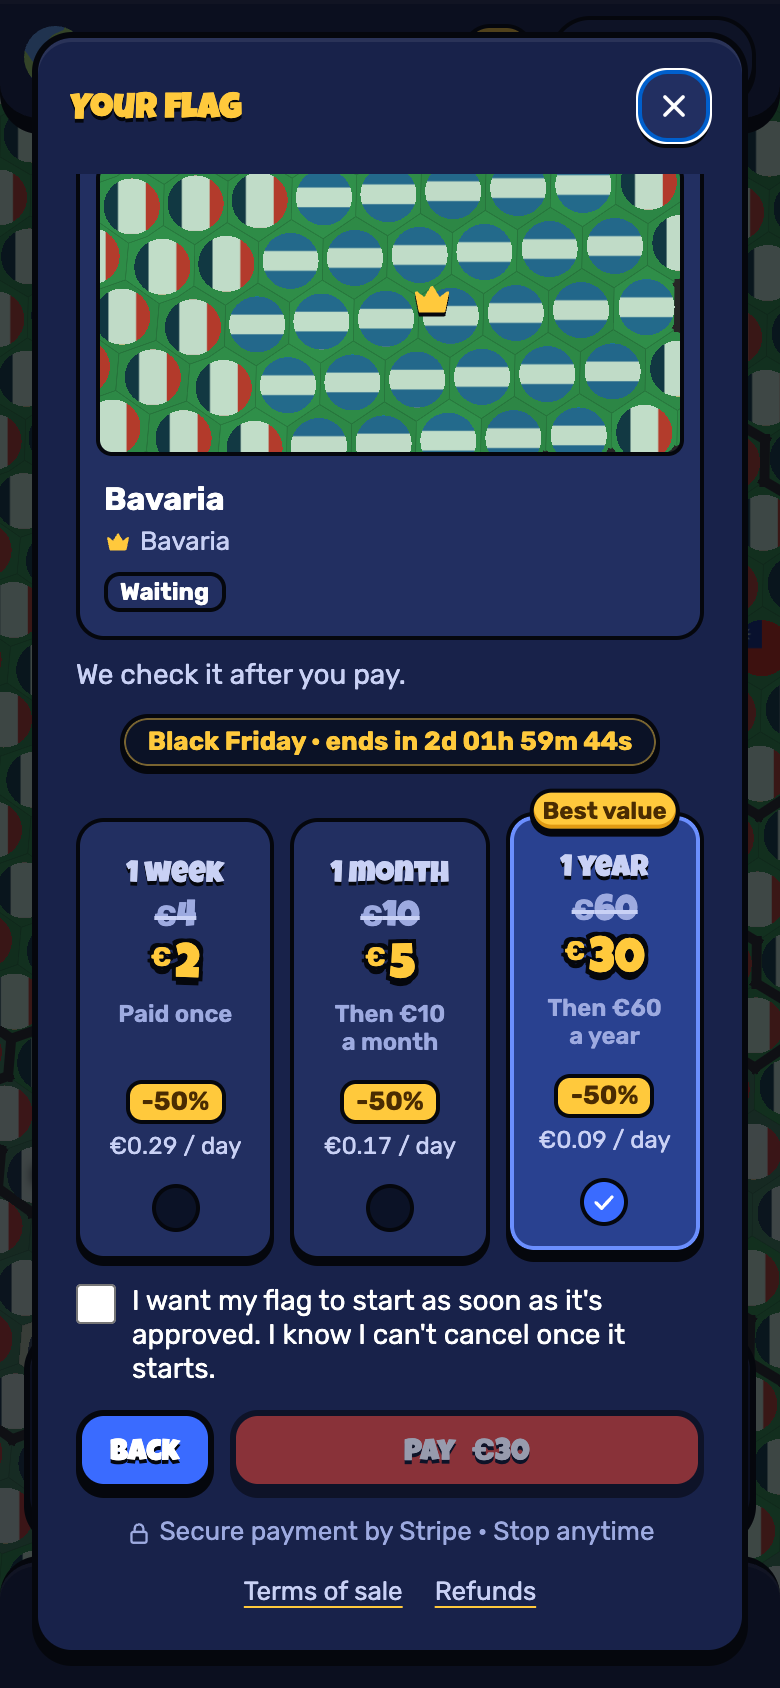 YOUR FLAG
Bavaria
Bavaria
Waiting
We check it after you pay.
Black Friday • ends in 2d 01h 59m 44s
Best value
1 WEEK
€4
€2
Paid once
-50%
€0.29 / day
1 MONTH
€10
€5
Then €10
a month
-50%
€0.17 / day
1 YEAR
€60
€30
Then €60
a year
-50%
€0.09 / day
I want my flag to start as soon as it's
approved. I know I can't cancel once it
starts.
BACK
PAY €30
Secure payment by Stripe • Stop anytime
Terms of sale Refunds